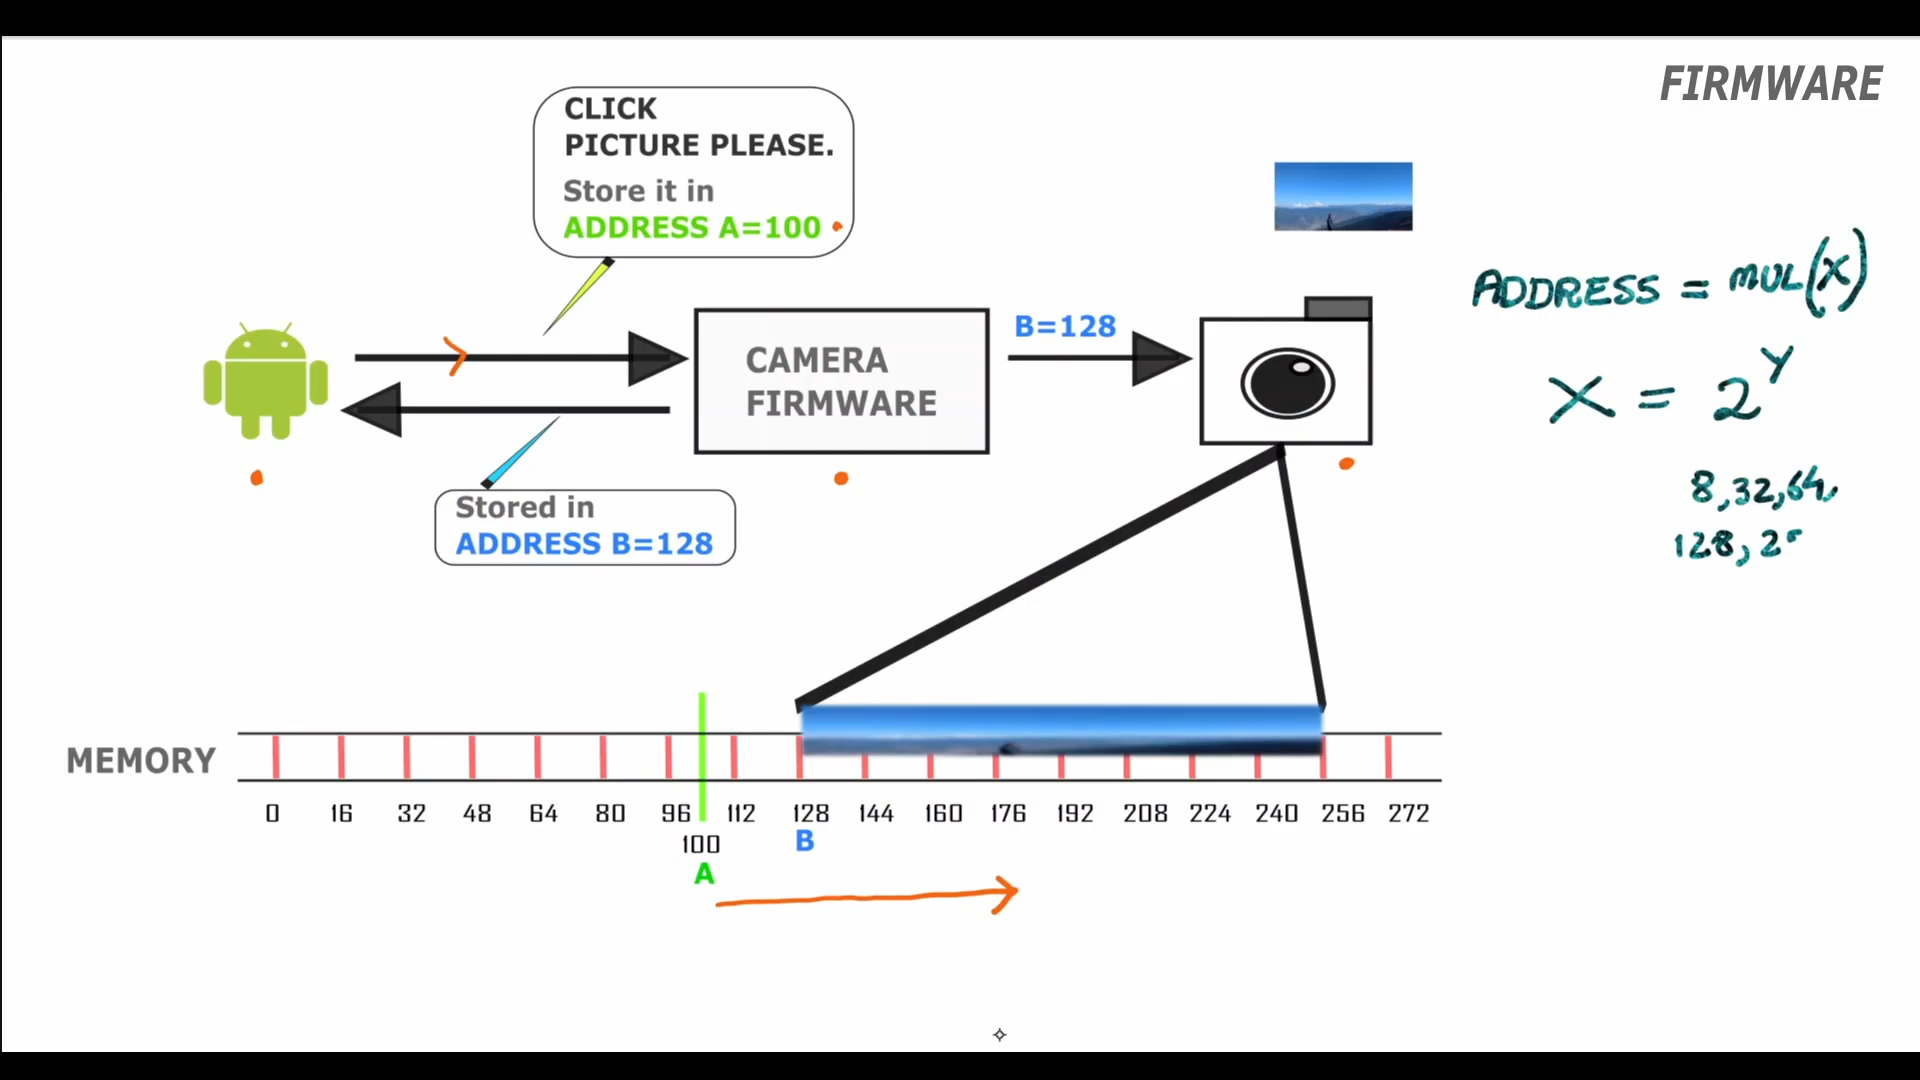 FIRMWARE
CLICK
PICTURE PLEASE.
Store it in
ADDRESS A=100
ADDRESS = MUL(X)
B=128
CAMERA
FIRMWARE
X = 2^Y
Stored in
ADDRESS B=128
8,32,64,
128, 2
MEMORY
0 16 32 48 64 80 96 112 128 144 160 176 192 208 224 240 256 272
100 B
A